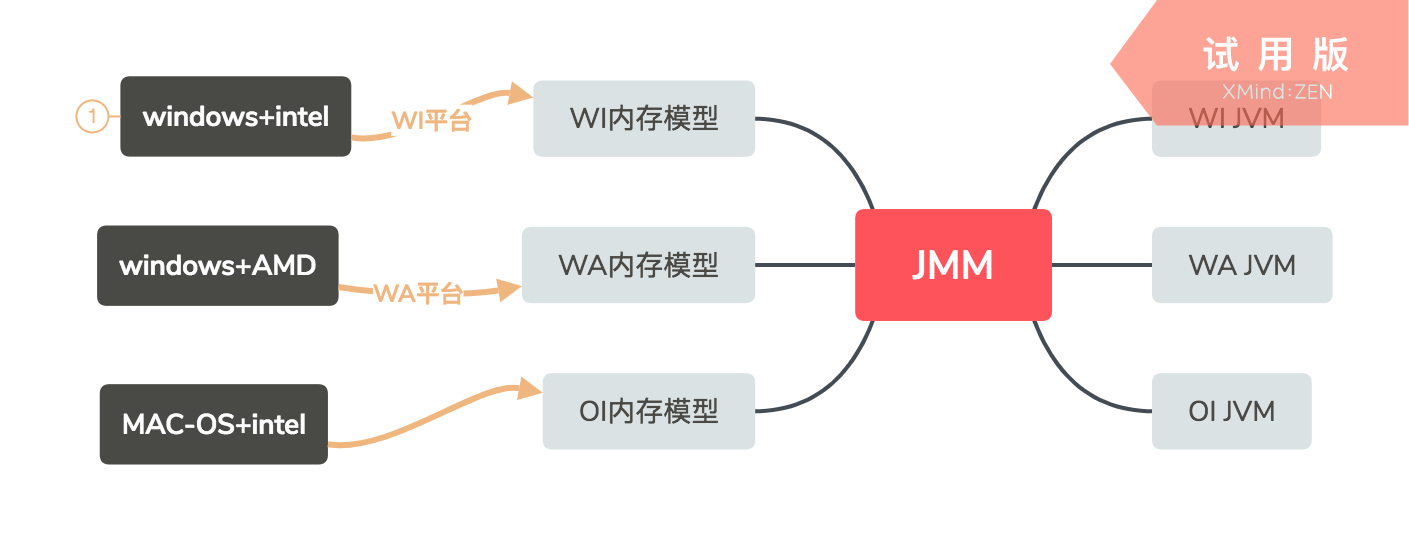 试用版
XMind:ZEN
1
windows+intel
WI平台
WI内存模型
WI JVM
windows+AMD
WA平台
WA内存模型
JMM
WA JVM
MAC-OS+intel
OI内存模型
OI JVM